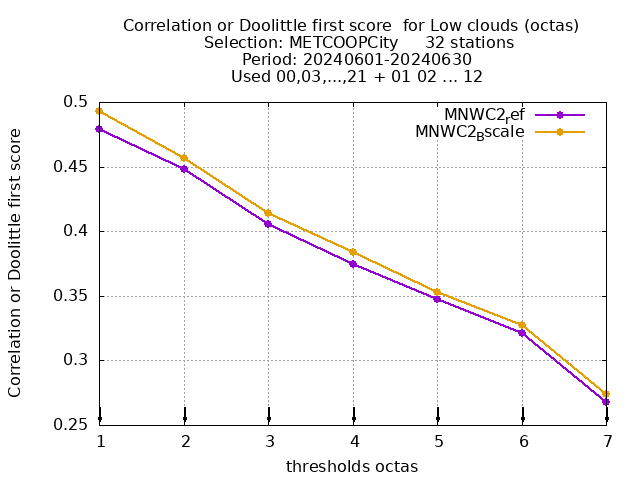 Correlation or Doolittle first score  for Low clouds (octas)
Selection: METCOOPCity     32 stations
Period: 20240601-20240630
Used 00,03,...,21 + 01 02 ... 12
MNWC2ref
MNWC2Bscale
Correlation or Doolittle first score
0.5
0.45
0.4
0.35
0.3
0.25
1 2 3 4 5 6 7
thresholds octas